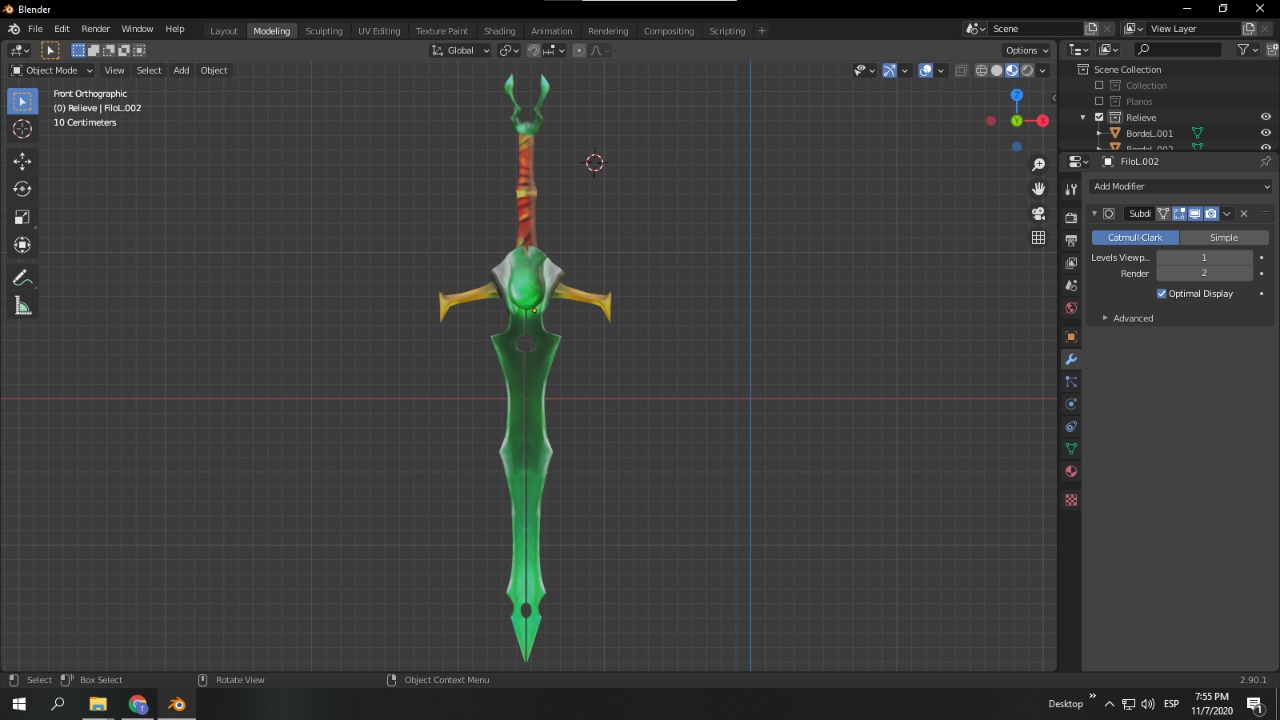 Blender
File Edit Render Window Help
Layout Modeling Sculpting UV Editing Texture Paint Shading Animation Rendering Compositing Scripting +
Scene
View Layer
Global
Options
Object Mode View Select Add Object
Front Orthographic
(0) Relieve | FiloL.002
10 Centimeters
Z
Y
X
Scene Collection
Collection
Planos
Relieve
BordeL.001
FiloL.002
Add Modifier
Subdi
Catmull-Clark Simple
Levels Viewp... 1
Render 2
Optimal Display
Advanced
Select Box Select Rotate View Object Context Menu 2.90.1
Desktop ESP
7:55 PM
11/7/2020
1